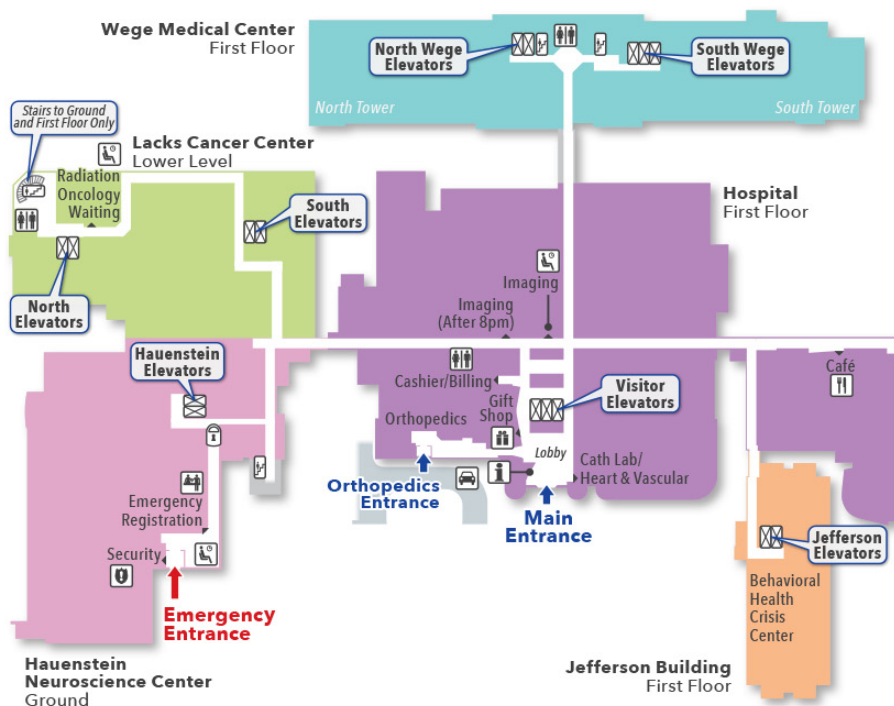 Wege Medical Center
First Floor
North Wege
Elevators
South Wege
Elevators
North Tower
South Tower
Stairs to Ground
and First Floor Only
Lacks Cancer Center
Lower Level
Radiation
Oncology
Waiting
South
Elevators
North
Elevators
Hospital
First Floor
Imaging
Imaging
(After 8pm)
Hauenstein
Elevators
Cashier/Billing
Gift
Shop
Visitor
Elevators
Café
Orthopedics
Lobby
Cath Lab/
Heart & Vascular
Orthopedics
Entrance
Main
Entrance
Emergency
Registration
Security
Emergency
Entrance
Jefferson
Elevators
Behavioral
Health
Crisis
Center
Hauenstein
Neuroscience Center
Ground
Jefferson Building
First Floor